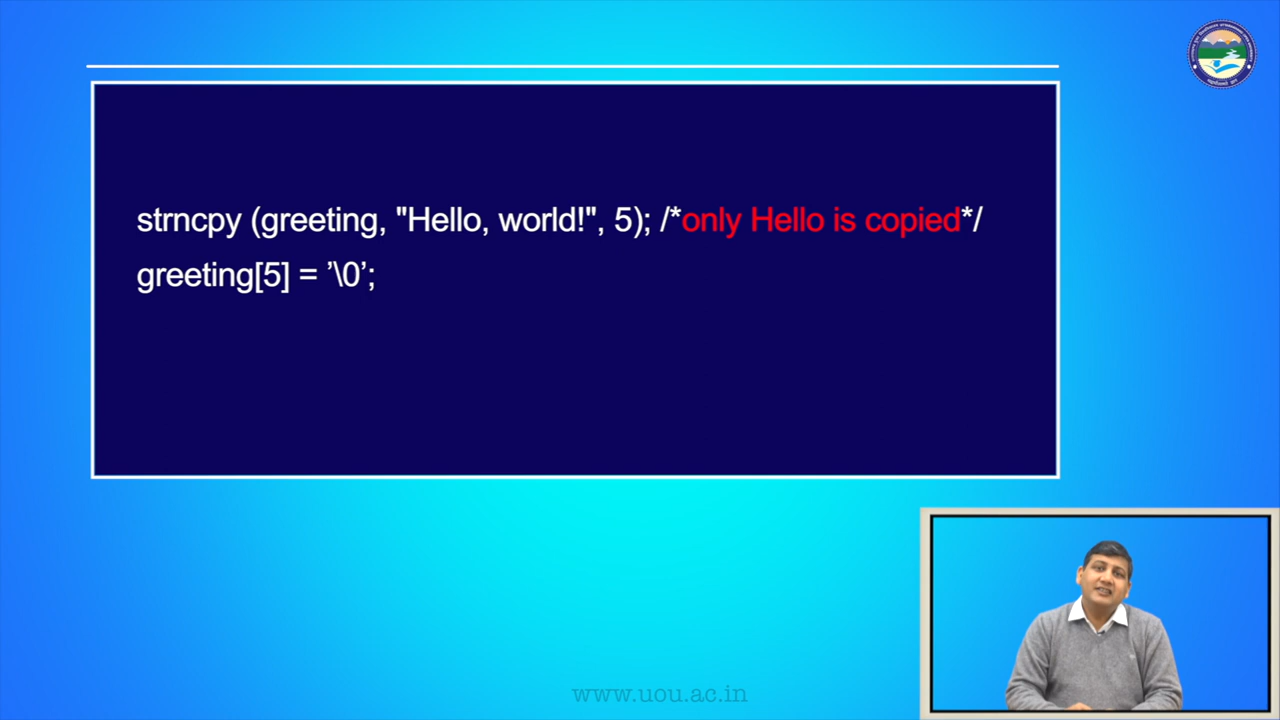 strncpy (greeting, "Hello, world!", 5); /*only Hello is copied*/
greeting[5] = ’\0’;
www.uou.ac.in